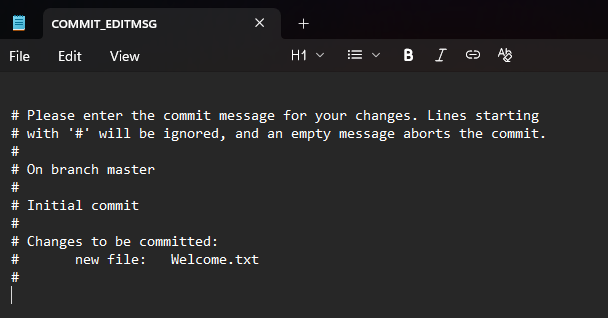 COMMIT_EDITMSG
File Edit View H1 B I
# Please enter the commit message for your changes. Lines starting
# with '#' will be ignored, and an empty message aborts the commit.
#
# On branch master
#
# Initial commit
#
# Changes to be committed:
#       new file:   Welcome.txt
#